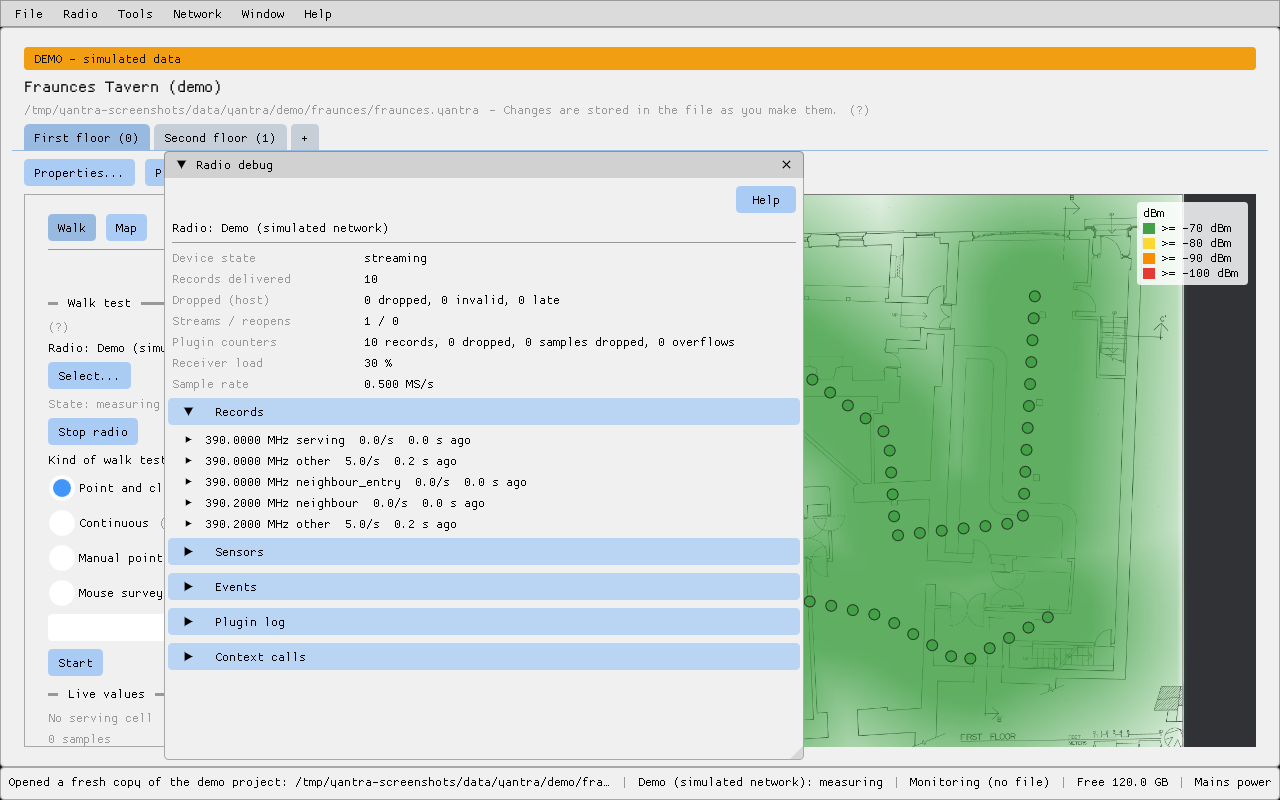 File Radio Tools Network Window Help
DEMO - simulated data
Fraunces Tavern (demo)
/tmp/yantra-screenshots/data/yantra/demo/fraunces/fraunces.yantra - Changes are stored in the file as you make them. (?)
First floor (0) Second floor (1) +
Properties... P
Radio debug
Help
Radio: Demo (simulated network)
Device state streaming
Records delivered 10
Dropped (host) 0 dropped, 0 invalid, 0 late
Streams / reopens 1 / 0
Plugin counters 10 records, 0 dropped, 0 samples dropped, 0 overflows
Receiver load 30 %
Sample rate 0.500 MS/s
Records
390.0000 MHz serving 0.0/s 0.0 s ago
390.0000 MHz other 5.0/s 0.2 s ago
390.0000 MHz neighbour_entry 0.0/s 0.0 s ago
390.2000 MHz neighbour 0.0/s 0.0 s ago
390.2000 MHz other 5.0/s 0.2 s ago
Sensors
Events
Plugin log
Context calls
Walk Map
Walk test
(?)
Radio: Demo (simu
Select...
State: measuring
Stop radio
Kind of walk test
Point and cl
Continuous (
Manual point
Mouse survey
Start
Live values
No serving cell
0 samples
dBm
>= -70 dBm
>= -80 dBm
>= -90 dBm
>= -100 dBm
FIRST FLOOR
METERS
Opened a fresh copy of the demo project: /tmp/yantra-screenshots/data/yantra/demo/fra… | Demo (simulated network): measuring | Monitoring (no file) | Free 120.0 GB | Mains power